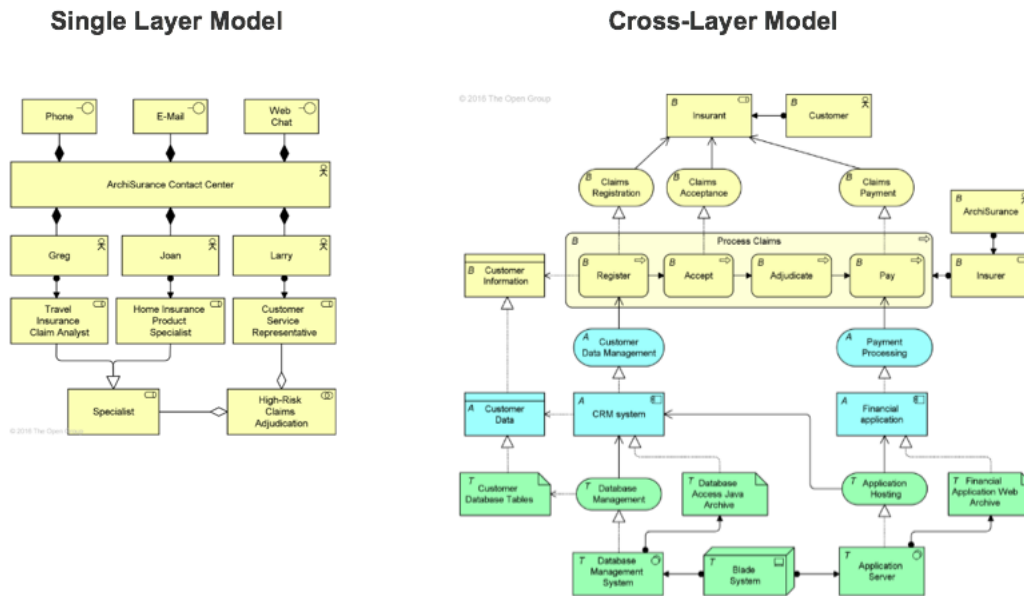 Single Layer Model
Cross-Layer Model
Phone
E-Mail
Web
Chat
ArchiSurance Contact Center
Greg
Joan
Larry
Travel
Insurance
Claim Analyst
Home Insurance
Product
Specialist
Customer
Service
Representative
Specialist
High-Risk
Claims
Adjudication
© 2016 The Open Group
© 2016 The Open Group
B
Insurant
B
Customer
B
Claims
Registration
B
Claims
Acceptance
B
Claims
Payment
B
ArchiSurance
B
Process Claims
B
Customer
Information
B
Register
B
Accept
B
Adjudicate
B
Pay
B
Insurer
A
Customer
Data Management
A
Payment
Processing
A
Customer
Data
A
CRM system
A
Financial
application
T
Customer
Database Tables
T
Database
Management
T
Database
Access Java
Archive
T
Application
Hosting
T
Financial
Application Web
Archive
T
Database
Management
System
T
Blade
System
T
Application
Server